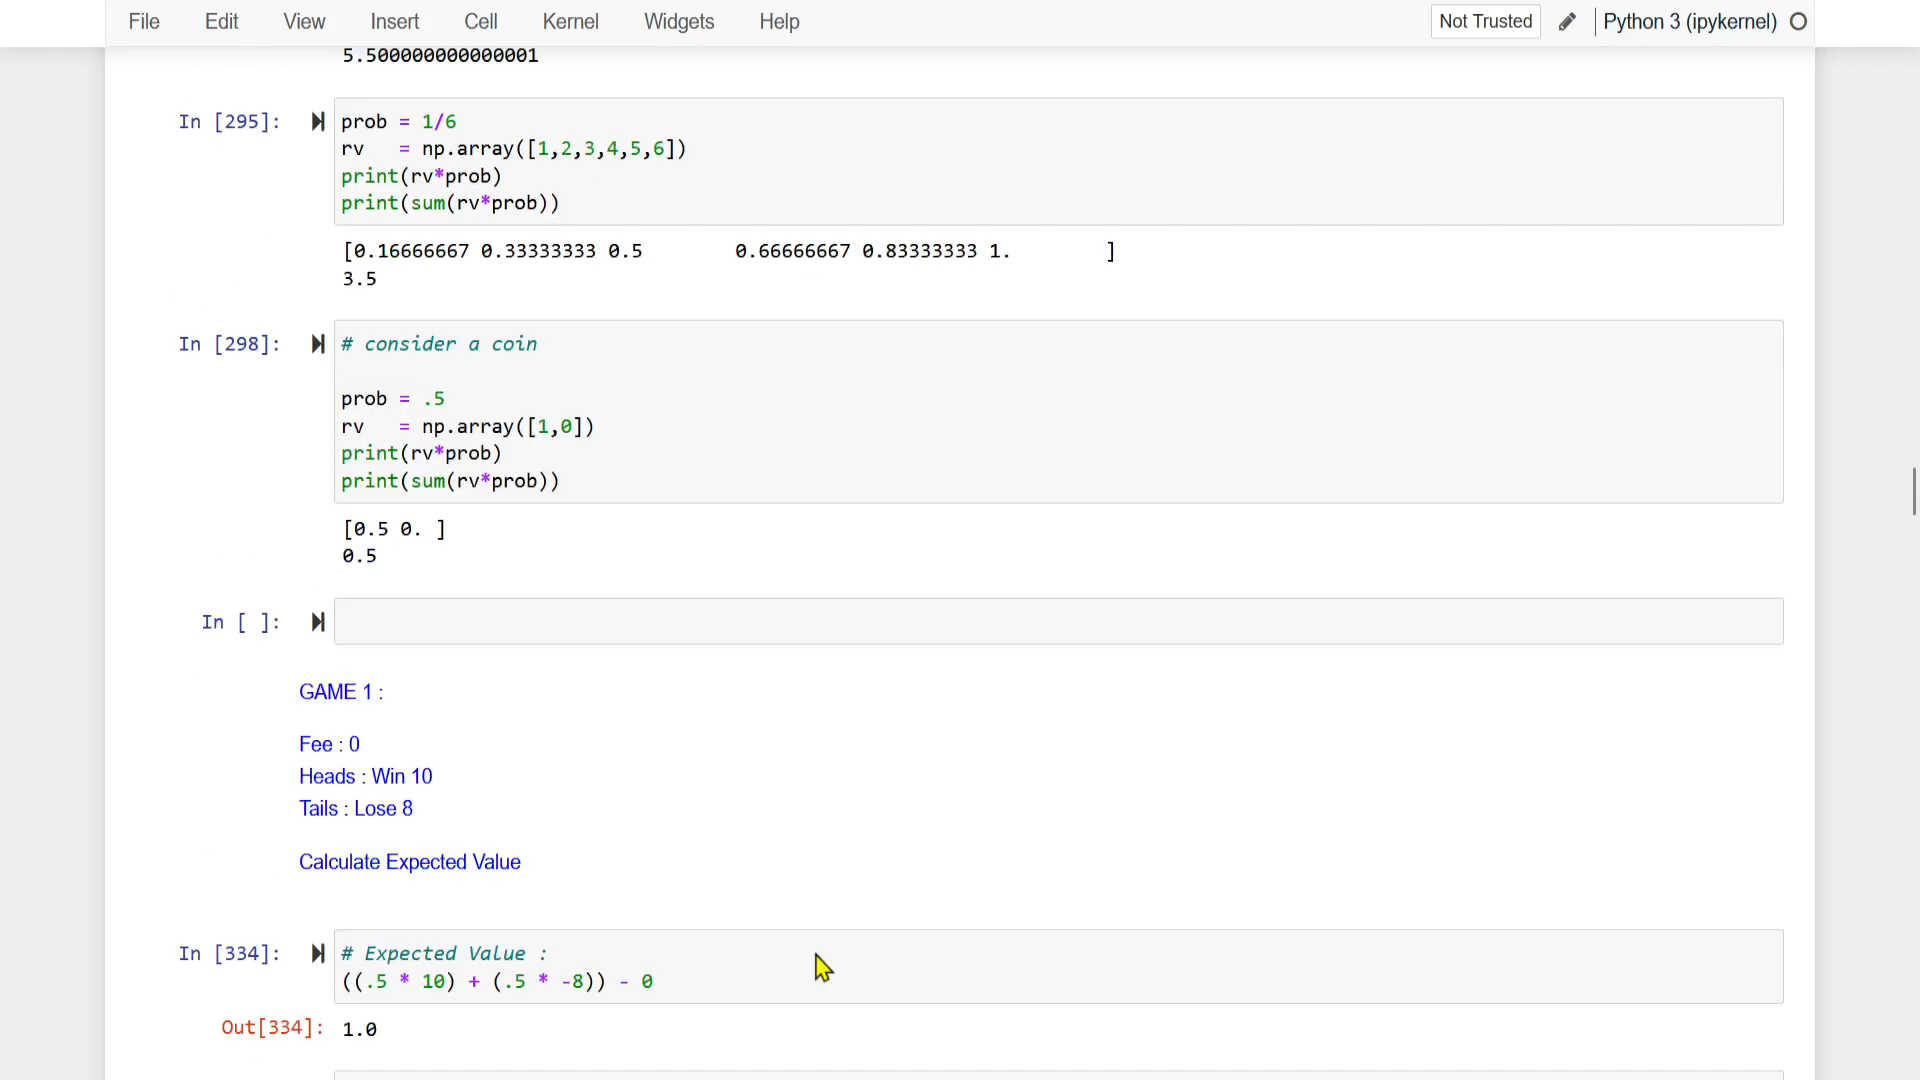 File Edit View Insert Cell Kernel Widgets Help Not Trusted Python 3 (ipykernel)
5.500000000000001
In [295]: prob = 1/6
rv   = np.array([1,2,3,4,5,6])
print(rv*prob)
print(sum(rv*prob))
[0.16666667 0.33333333 0.5        0.66666667 0.83333333 1.        ]
3.5
In [298]: # consider a coin
prob = .5
rv   = np.array([1,0])
print(rv*prob)
print(sum(rv*prob))
[0.5 0. ]
0.5
In [ ]:
GAME 1 :
Fee : 0
Heads : Win 10
Tails : Lose 8
Calculate Expected Value
In [334]: # Expected Value :
((.5 * 10) + (.5 * -8)) - 0
Out[334]: 1.0